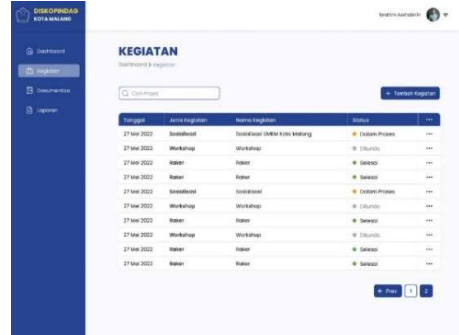 DISKOPINDAG
KOTA MALANG
Dashboard
Kegiatan
Dokumentasi
Laporan
KEGIATAN
Dashboard Kegiatan
+ Tambah Kegiatan
Tanggal Jenis Kegiatan Nama Kegiatan Status ...
27 Mei 2022 Sosialisasi Sosialisasi UMKM Kota Malang Dalam Proses ...
27 Mei 2022 Workshop Workshop Ditunda ...
27 Mei 2022 Raker Raker Selesai ...
27 Mei 2022 Raker Raker Selesai ...
27 Mei 2022 Sosialisasi Sosialisasi Dalam Proses ...
27 Mei 2022 Workshop Workshop Ditunda ...
27 Mei 2022 Raker Raker Selesai ...
27 Mei 2022 Workshop Workshop Ditunda ...
27 Mei 2022 Raker Raker Selesai ...
27 Mei 2022 Raker Raker Selesai ...
← Prev 1 2